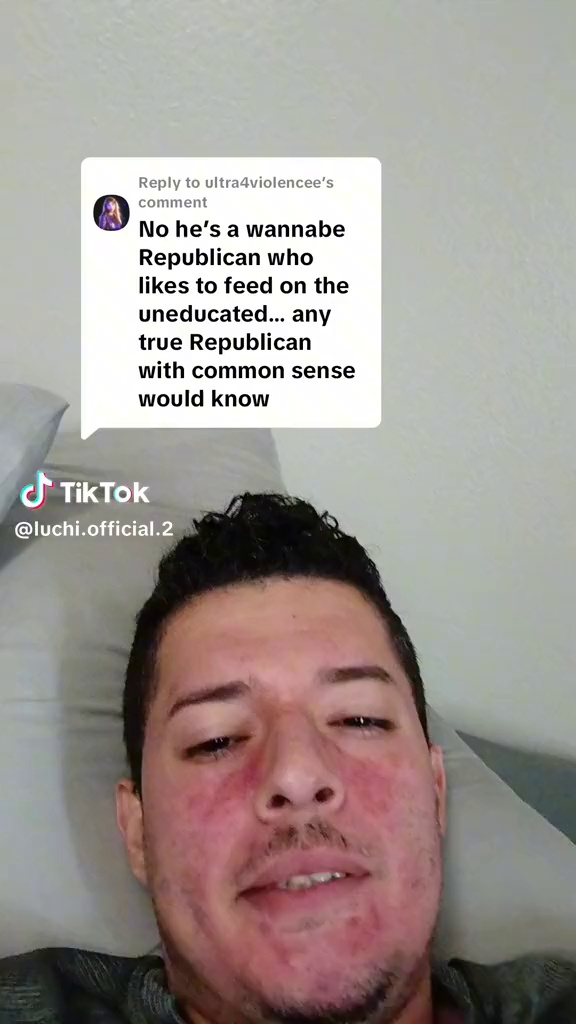 Reply to ultra4violencee’s
comment
No he’s a wannabe
Republican who
likes to feed on the
uneducated... any
true Republican
with common sense
would know
TikTok
@luchi.official.2